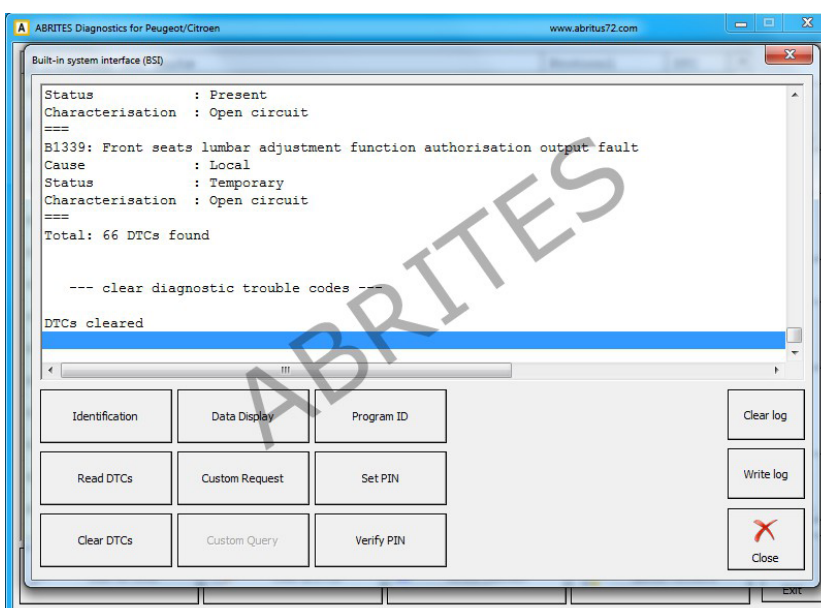 ABRITES Diagnostics for Peugeot/Citroen www.abritus72.com
Built-in system interface (BSI)
Status : Present
Characterisation : Open circuit
===
B1339: Front seats lumbar adjustment function authorisation output fault
Cause : Local
Status : Temporary
Characterisation : Open circuit
===
Total: 66 DTCs found
--- clear diagnostic trouble codes ---
DTCs cleared
ABRITES
Identification Data Display Program ID Clear log
Read DTCs Custom Request Set PIN Write log
Clear DTCs Custom Query Verify PIN Close
Exit